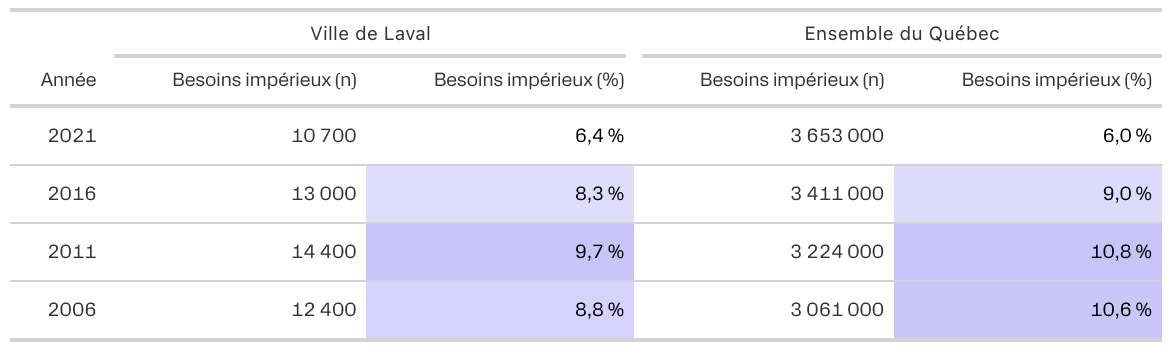 Ville de Laval Ensemble du Québec
Année Besoins impérieux (n) Besoins impérieux (%) Besoins impérieux (n) Besoins impérieux (%)
2021 10 700 6,4 % 3 653 000 6,0 %
2016 13 000 8,3 % 3 411 000 9,0 %
2011 14 400 9,7 % 3 224 000 10,8 %
2006 12 400 8,8 % 3 061 000 10,6 %